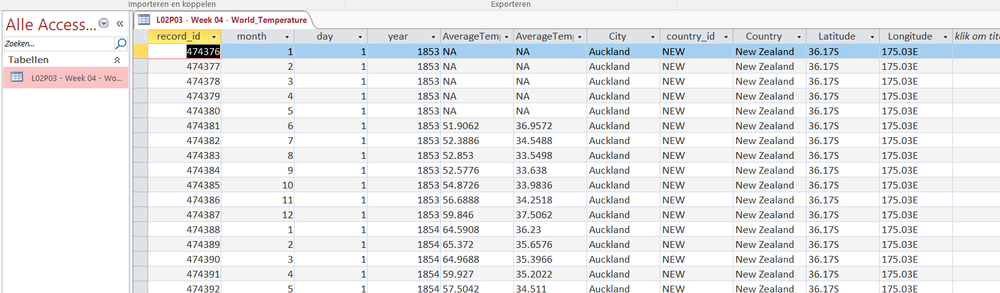 Importeren en koppelen Exporteren
Alle Access...
Zoeken...
Tabellen
L02P03 - Week 04 - Wo...
L02P03 - Week 04 - World_Temperature
record_id month day year AverageTem AverageTem City country_id Country Latitude Longitude klik om tit
474376 1 1 1853 NA NA Auckland NEW New Zealand 36.17S 175.03E
474377 2 1 1853 NA NA Auckland NEW New Zealand 36.17S 175.03E
474378 3 1 1853 NA NA Auckland NEW New Zealand 36.17S 175.03E
474379 4 1 1853 NA NA Auckland NEW New Zealand 36.17S 175.03E
474380 5 1 1853 NA NA Auckland NEW New Zealand 36.17S 175.03E
474381 6 1 1853 51.9062 36.9572 Auckland NEW New Zealand 36.17S 175.03E
474382 7 1 1853 52.3886 34.5488 Auckland NEW New Zealand 36.17S 175.03E
474383 8 1 1853 52.853 33.5498 Auckland NEW New Zealand 36.17S 175.03E
474384 9 1 1853 52.5776 33.638 Auckland NEW New Zealand 36.17S 175.03E
474385 10 1 1853 54.8726 33.9836 Auckland NEW New Zealand 36.17S 175.03E
474386 11 1 1853 56.6888 34.2518 Auckland NEW New Zealand 36.17S 175.03E
474387 12 1 1853 59.846 37.5062 Auckland NEW New Zealand 36.17S 175.03E
474388 1 1 1854 64.5908 36.23 Auckland NEW New Zealand 36.17S 175.03E
474389 2 1 1854 65.372 35.6576 Auckland NEW New Zealand 36.17S 175.03E
474390 3 1 1854 64.9688 35.3966 Auckland NEW New Zealand 36.17S 175.03E
474391 4 1 1854 59.927 35.2022 Auckland NEW New Zealand 36.17S 175.03E
474392 5 1 1854 57.5042 34.511 Auckland NEW New Zealand 36.17S 175.03E